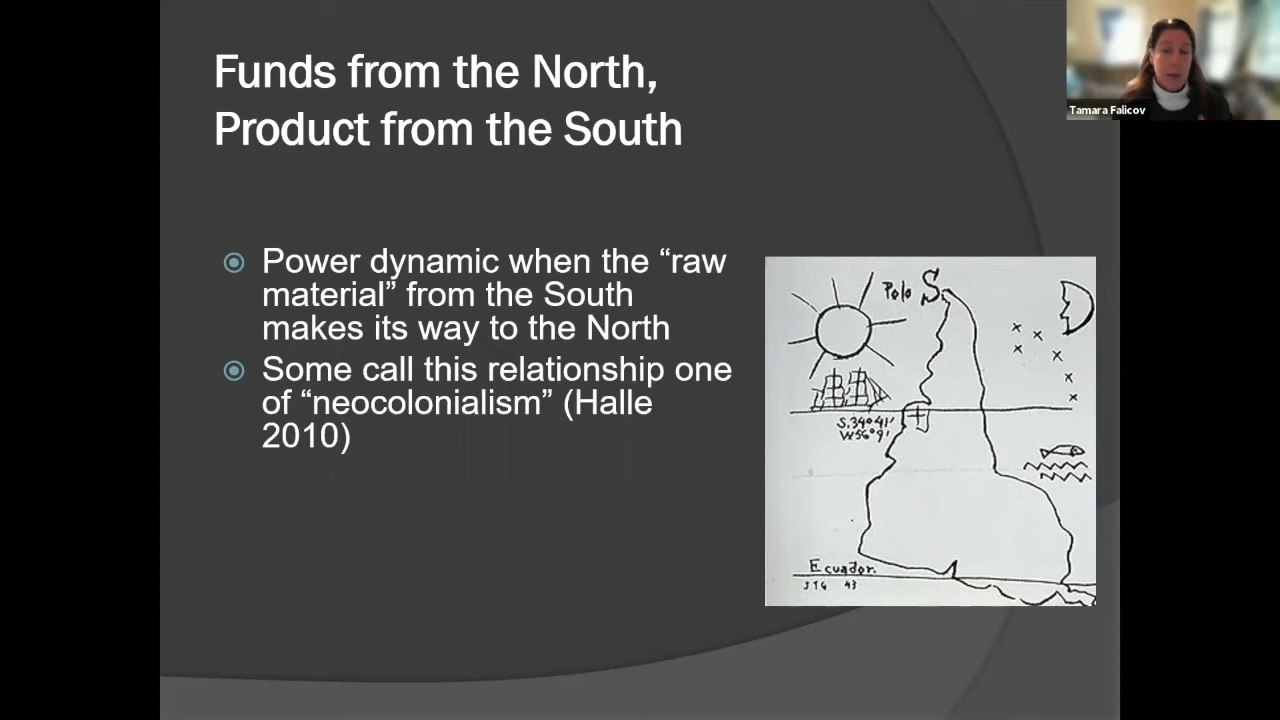 Funds from the North,
Product from the South
Power dynamic when the “raw
material” from the South
makes its way to the North
Some call this relationship one
of “neocolonialism” (Halle
2010)
Polo S.
S.34°41'
W56°9'
Ecuador.
JTG 43
Tamara Falicov